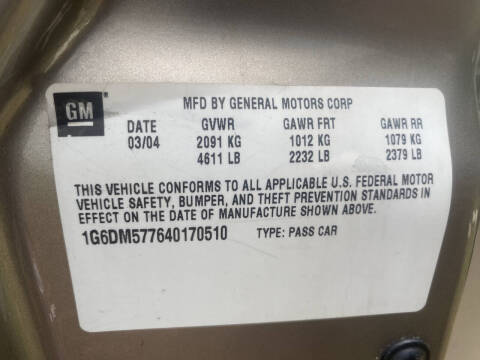 GM
MFD BY GENERAL MOTORS CORP
DATE GVWR GAWR FRT GAWR RR
03/04 2091 KG 1012 KG 1079 KG
4611 LB 2232 LB 2379 LB
THIS VEHICLE CONFORMS TO ALL APPLICABLE U.S. FEDERAL MOTOR
VEHICLE SAFETY, BUMPER, AND THEFT PREVENTION STANDARDS IN
EFFECT ON THE DATE OF MANUFACTURE SHOWN ABOVE.
1G6DM577640170510 TYPE: PASS CAR